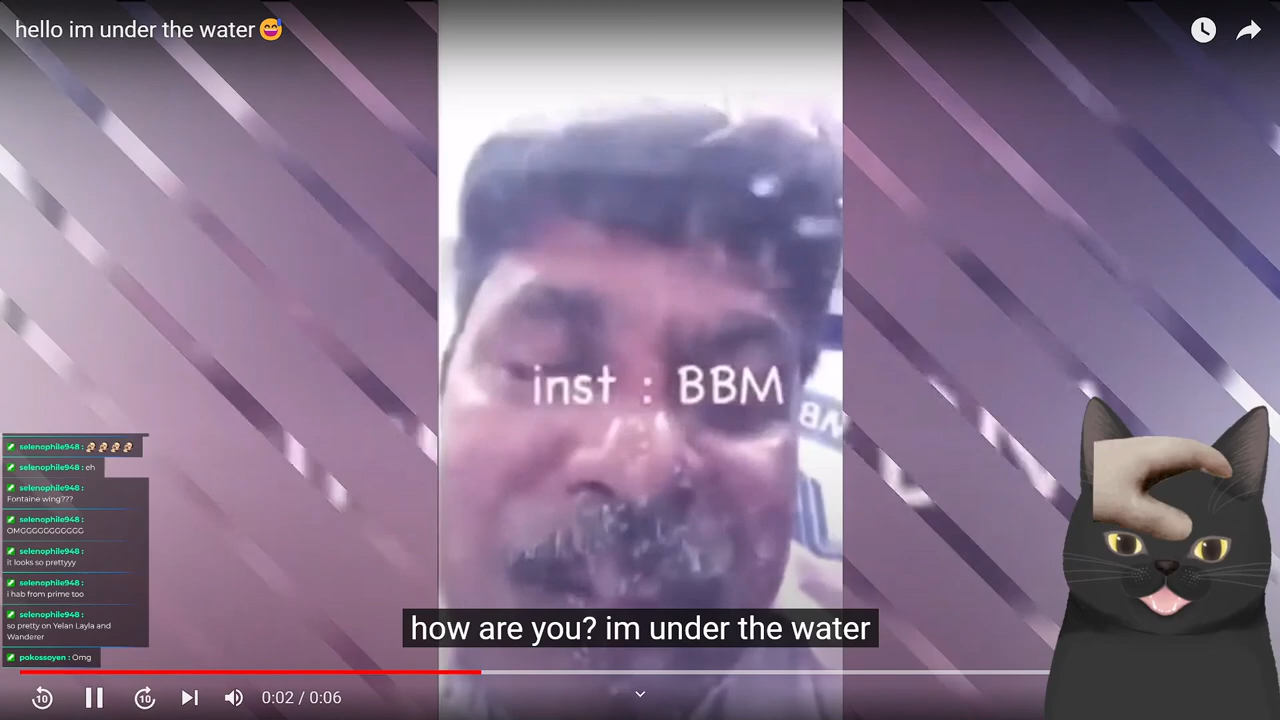 hello im under the water😅
inst : BBM
selenophile948 :
selenophile948 : eh
selenophile948 :
Fontaine wing???
selenophile948 :
OMGGGGGGGGGGG
selenophile948 :
it looks so prettyyy
selenophile948 :
i hab from prime too
selenophile948 :
so pretty on Yelan Layla and
Wanderer
pokossoyen : Omg
how are you? im under the water
10
10
0:02 / 0:06